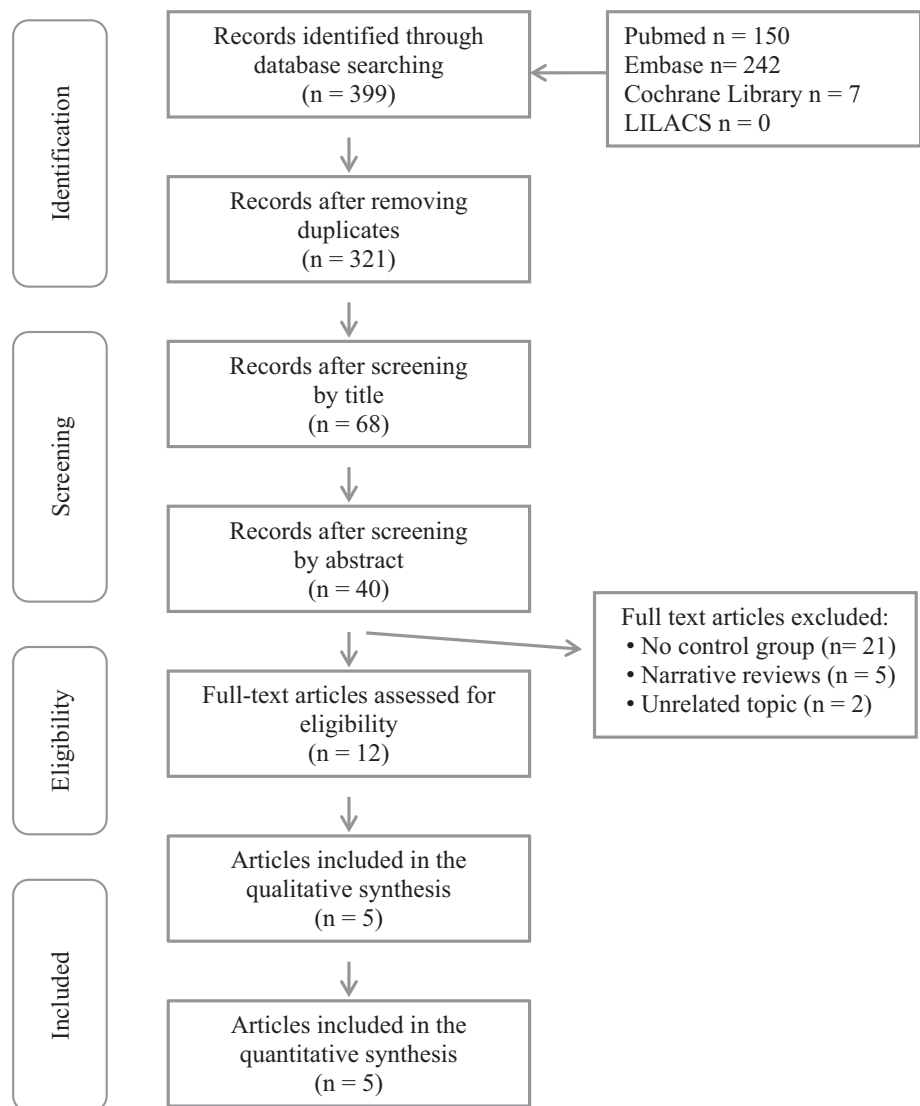 Identification
Records identified through
database searching
(n = 399)
Pubmed n = 150
Embase n= 242
Cochrane Library n = 7
LILACS n = 0
Records after removing
duplicates
(n = 321)
Screening
Records after screening
by title
(n = 68)
Records after screening
by abstract
(n = 40)
Full text articles excluded:
• No control group (n= 21)
• Narrative reviews (n = 5)
• Unrelated topic (n = 2)
Eligibility
Full-text articles assessed for
eligibility
(n = 12)
Included
Articles included in the
qualitative synthesis
(n = 5)
Articles included in the
quantitative synthesis
(n = 5)